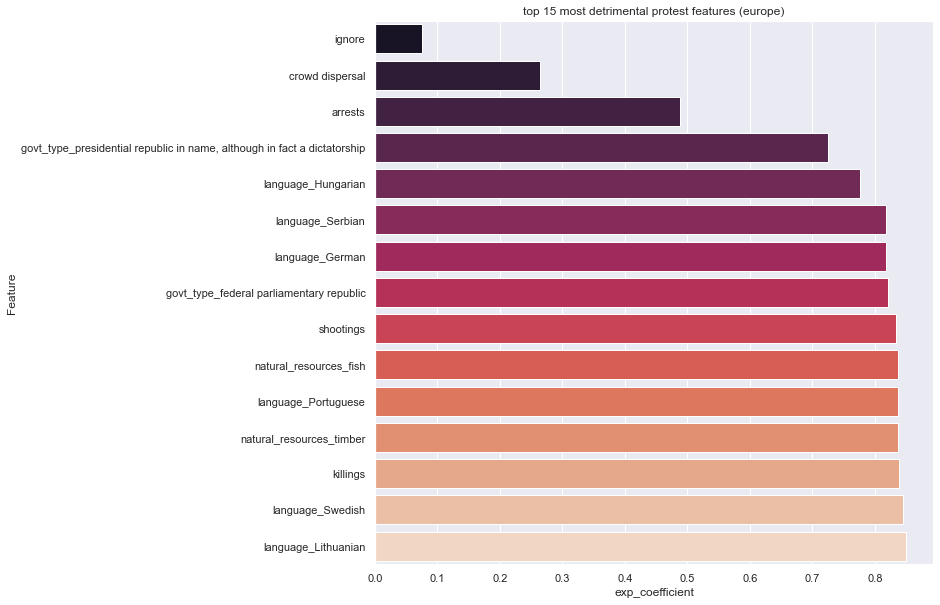 top 15 most detrimental protest features (europe)
Feature
ignore
crowd dispersal
arrests
govt_type_presidential republic in name, although in fact a dictatorship
language_Hungarian
language_Serbian
language_German
govt_type_federal parliamentary republic
shootings
natural_resources_fish
language_Portuguese
natural_resources_timber
killings
language_Swedish
language_Lithuanian
0.0 0.1 0.2 0.3 0.4 0.5 0.6 0.7 0.8
exp_coefficient